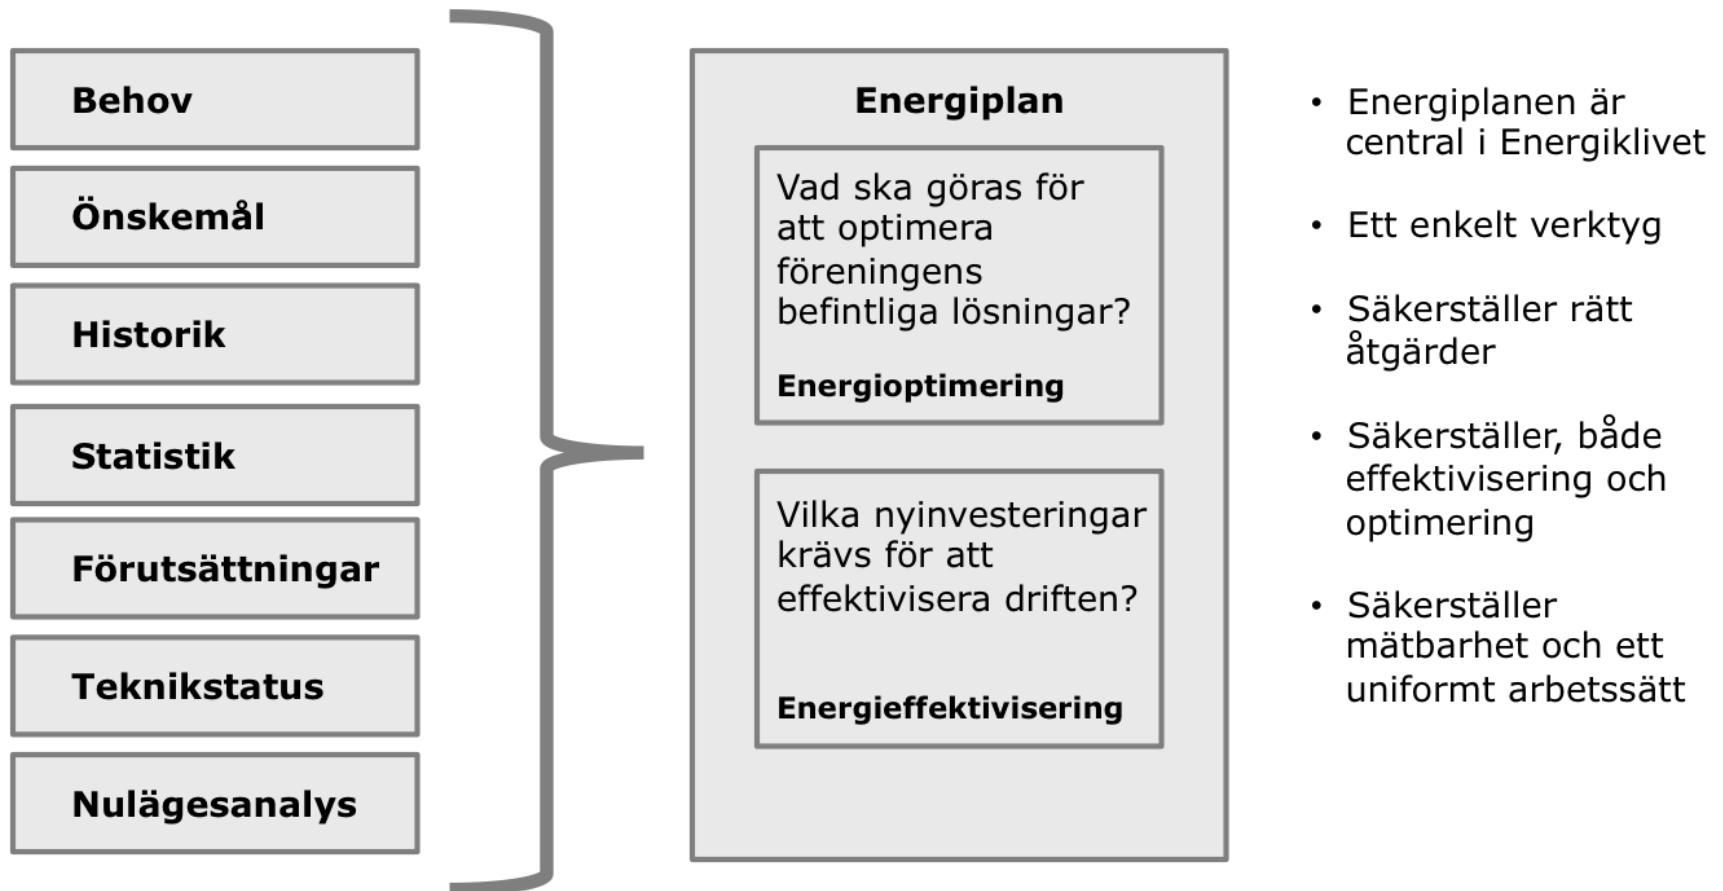 Behov
Önskemål
Historik
Statistik
Förutsättningar
Teknikstatus
Nulägesanalys
Energiplan
Vad ska göras för
att optimera
föreningens
befintliga lösningar?
Energioptimering
Vilka nyinvesteringar
krävs för att
effektivisera driften?
Energieffektivisering
• Energiplanen är
central i Energiklivet
• Ett enkelt verktyg
• Säkerställer rätt
åtgärder
• Säkerställer, både
effektivisering och
optimering
• Säkerställer
mätbarhet och ett
uniformt arbetssätt